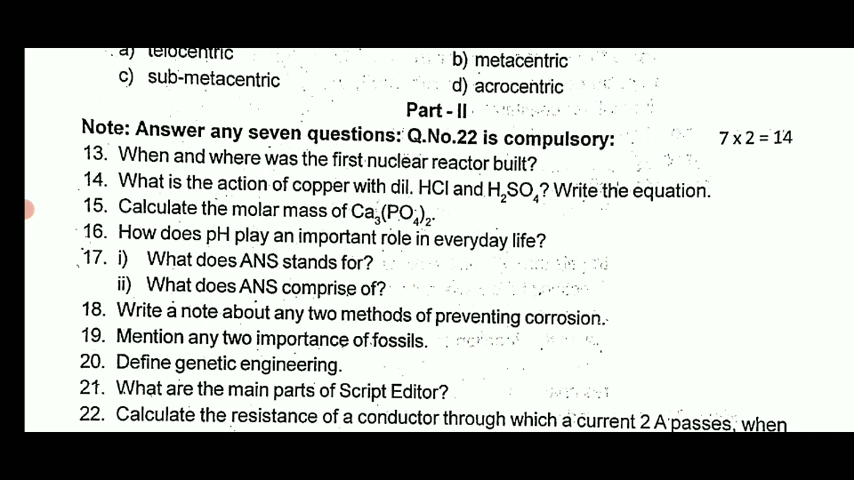 a) telocentric
b) metacentric
c) sub-metacentric
d) acrocentric
Part - II
Note: Answer any seven questions: Q.No.22 is compulsory: 7 x 2 = 14
13. When and where was the first nuclear reactor built?
14. What is the action of copper with dil. HCl and H₂SO₄? Write the equation.
15. Calculate the molar mass of Ca₃(PO₄)₂.
16. How does pH play an important role in everyday life?
17. i) What does ANS stands for?
ii) What does ANS comprise of?
18. Write a note about any two methods of preventing corrosion.
19. Mention any two importance of fossils.
20. Define genetic engineering.
21. What are the main parts of Script Editor?
22. Calculate the resistance of a conductor through which a current 2 A passes, when